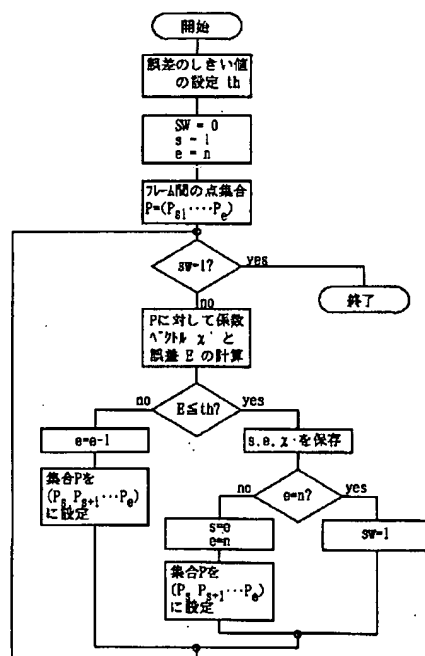 開始
誤差のしきい値
の設定 th
SW = 0
s = 1
e = n
フレーム間の点集合
P=(Ps1 ‥‥ Pe)
sw=1?
yes
終了
no
Pに対して係数
ベクトル χ' と
誤差 E の計算
no
E≦th?
yes
e=e-1
s.e.χ'を保存
集合Pを
(Ps Ps+1 ‥‥ Pe)
に設定
no
e=n?
yes
s=e
e=n
sw=1
集合Pを
(Ps Ps+1 ‥‥ Pe)
に設定